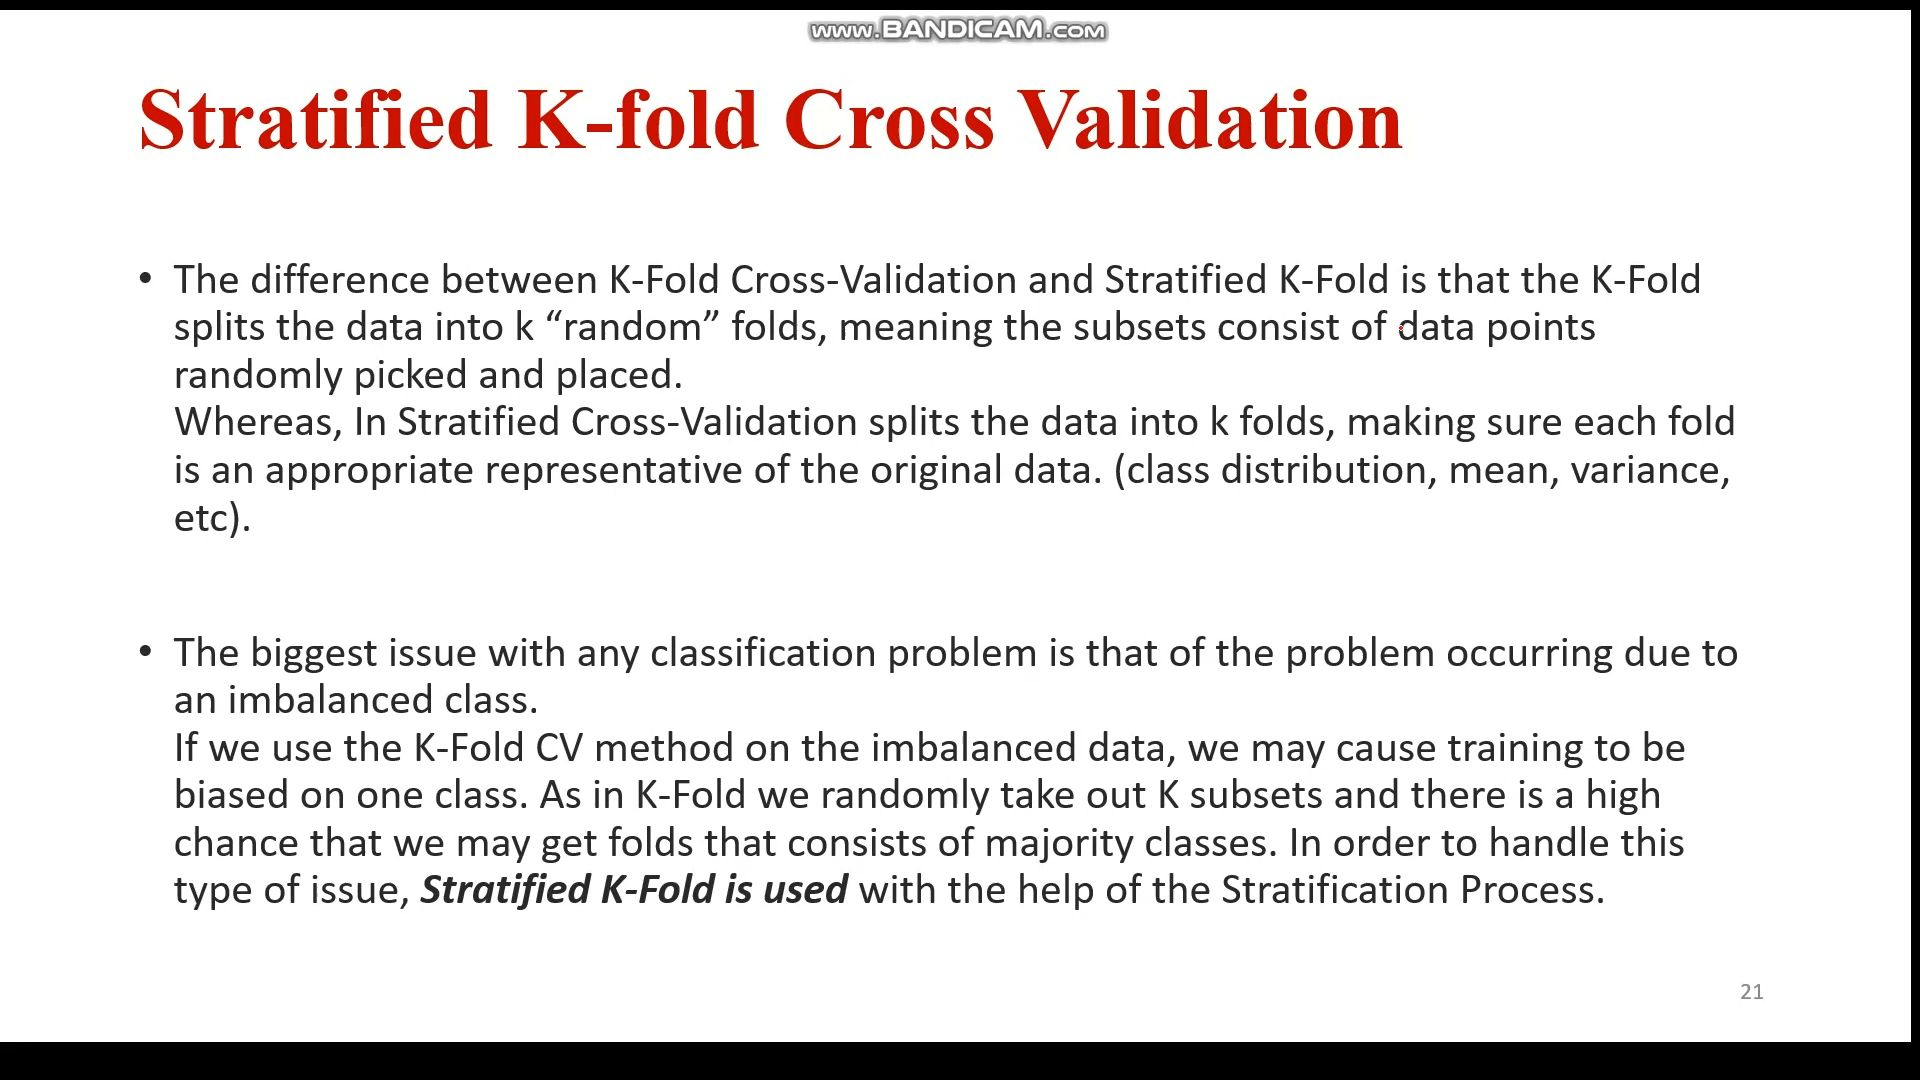 www.BANDICAM.com
Stratified K-fold Cross Validation
• The difference between K-Fold Cross-Validation and Stratified K-Fold is that the K-Fold
splits the data into k “random” folds, meaning the subsets consist of data points
randomly picked and placed.
Whereas, In Stratified Cross-Validation splits the data into k folds, making sure each fold
is an appropriate representative of the original data. (class distribution, mean, variance,
etc).
• The biggest issue with any classification problem is that of the problem occurring due to
an imbalanced class.
If we use the K-Fold CV method on the imbalanced data, we may cause training to be
biased on one class. As in K-Fold we randomly take out K subsets and there is a high
chance that we may get folds that consists of majority classes. In order to handle this
type of issue, Stratified K-Fold is used with the help of the Stratification Process.
21